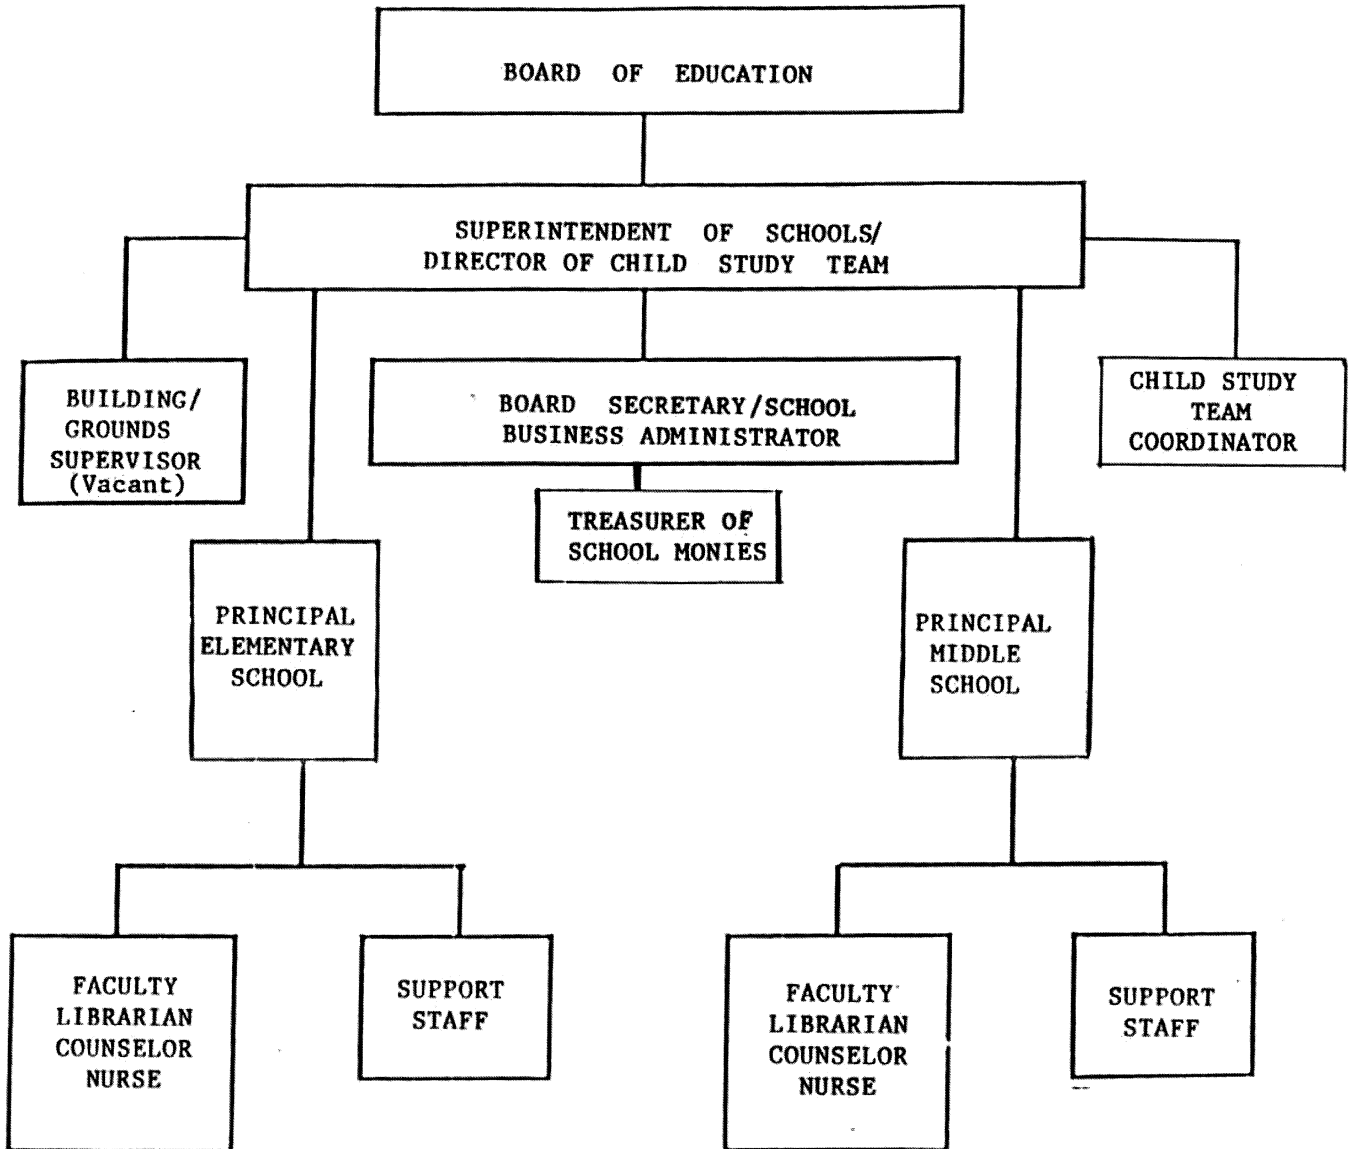 BOARD OF EDUCATION
SUPERINTENDENT OF SCHOOLS/
DIRECTOR OF CHILD STUDY TEAM
BUILDING/
GROUNDS
SUPERVISOR
(Vacant)
BOARD SECRETARY/SCHOOL
BUSINESS ADMINISTRATOR
CHILD STUDY
TEAM
COORDINATOR
TREASURER OF
SCHOOL MONIES
PRINCIPAL
ELEMENTARY
SCHOOL
PRINCIPAL
MIDDLE
SCHOOL
FACULTY
LIBRARIAN
COUNSELOR
NURSE
SUPPORT
STAFF
FACULTY
LIBRARIAN
COUNSELOR
NURSE
SUPPORT
STAFF